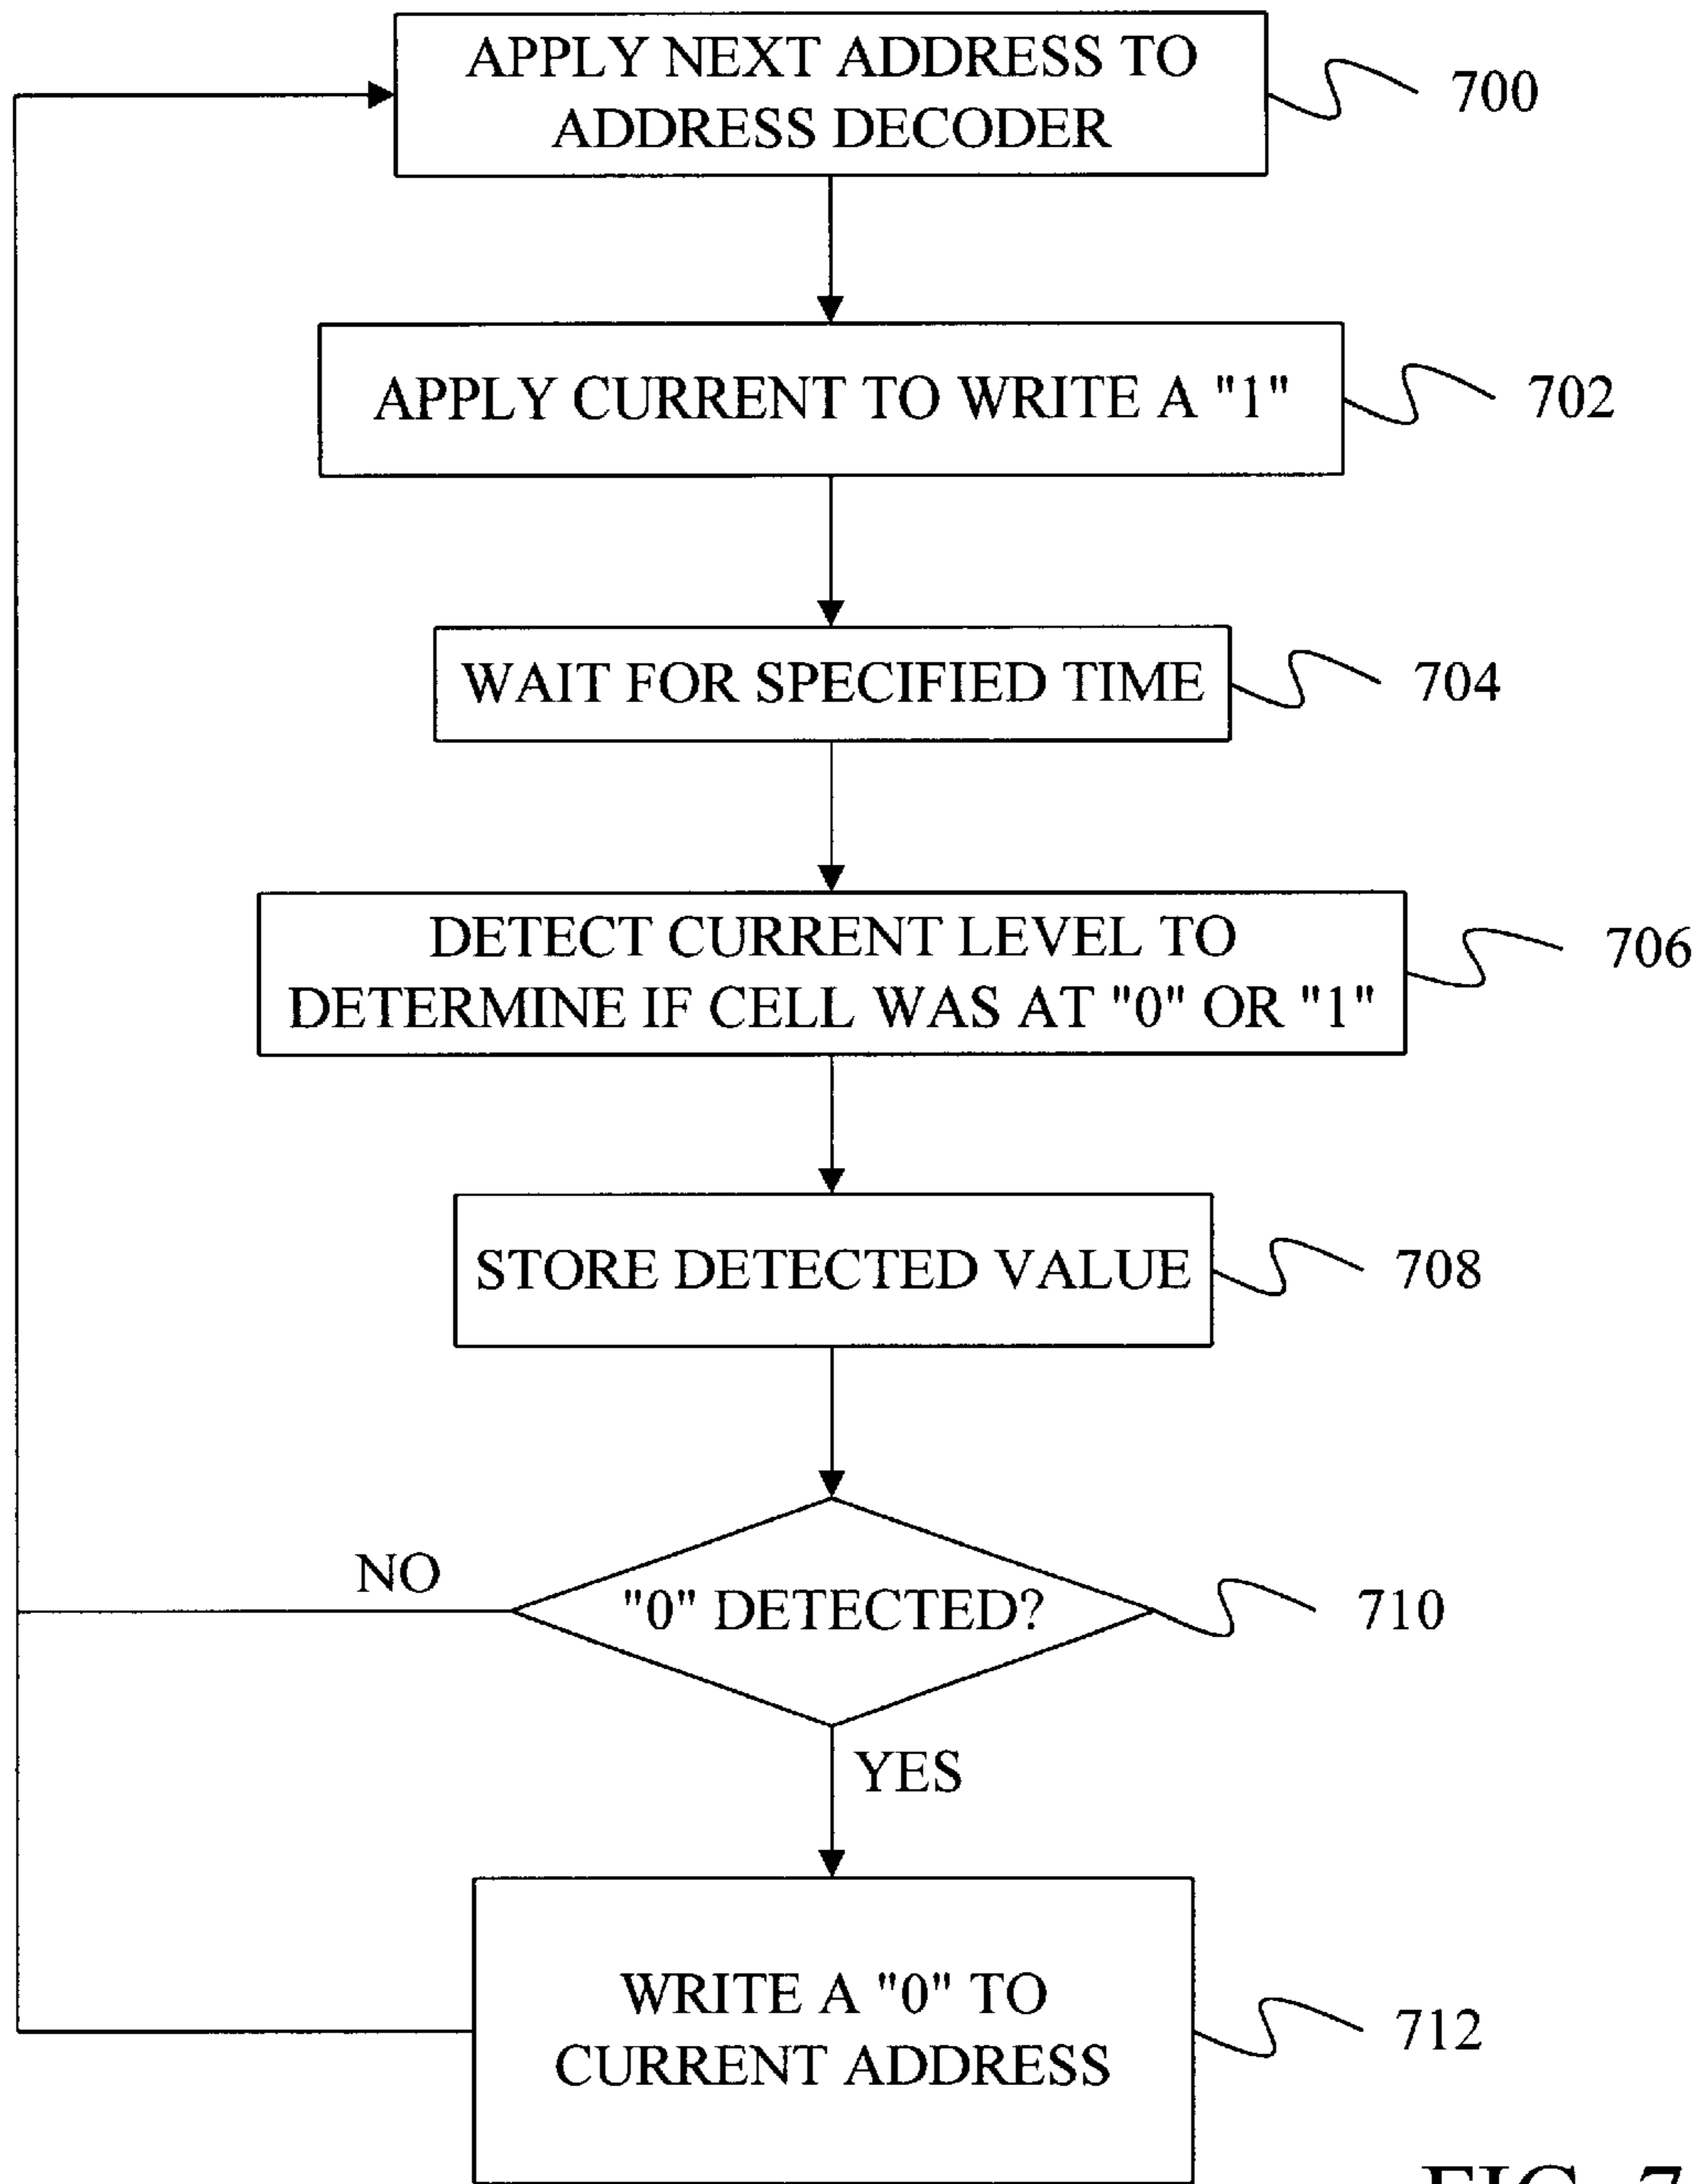 APPLY NEXT ADDRESS TO
ADDRESS DECODER
700
APPLY CURRENT TO WRITE A "1"
702
WAIT FOR SPECIFIED TIME
704
DETECT CURRENT LEVEL TO
DETERMINE IF CELL WAS AT "0" OR "1"
706
STORE DETECTED VALUE
708
NO
"0" DETECTED?
710
YES
WRITE A "0" TO
CURRENT ADDRESS
712
FIG. 7